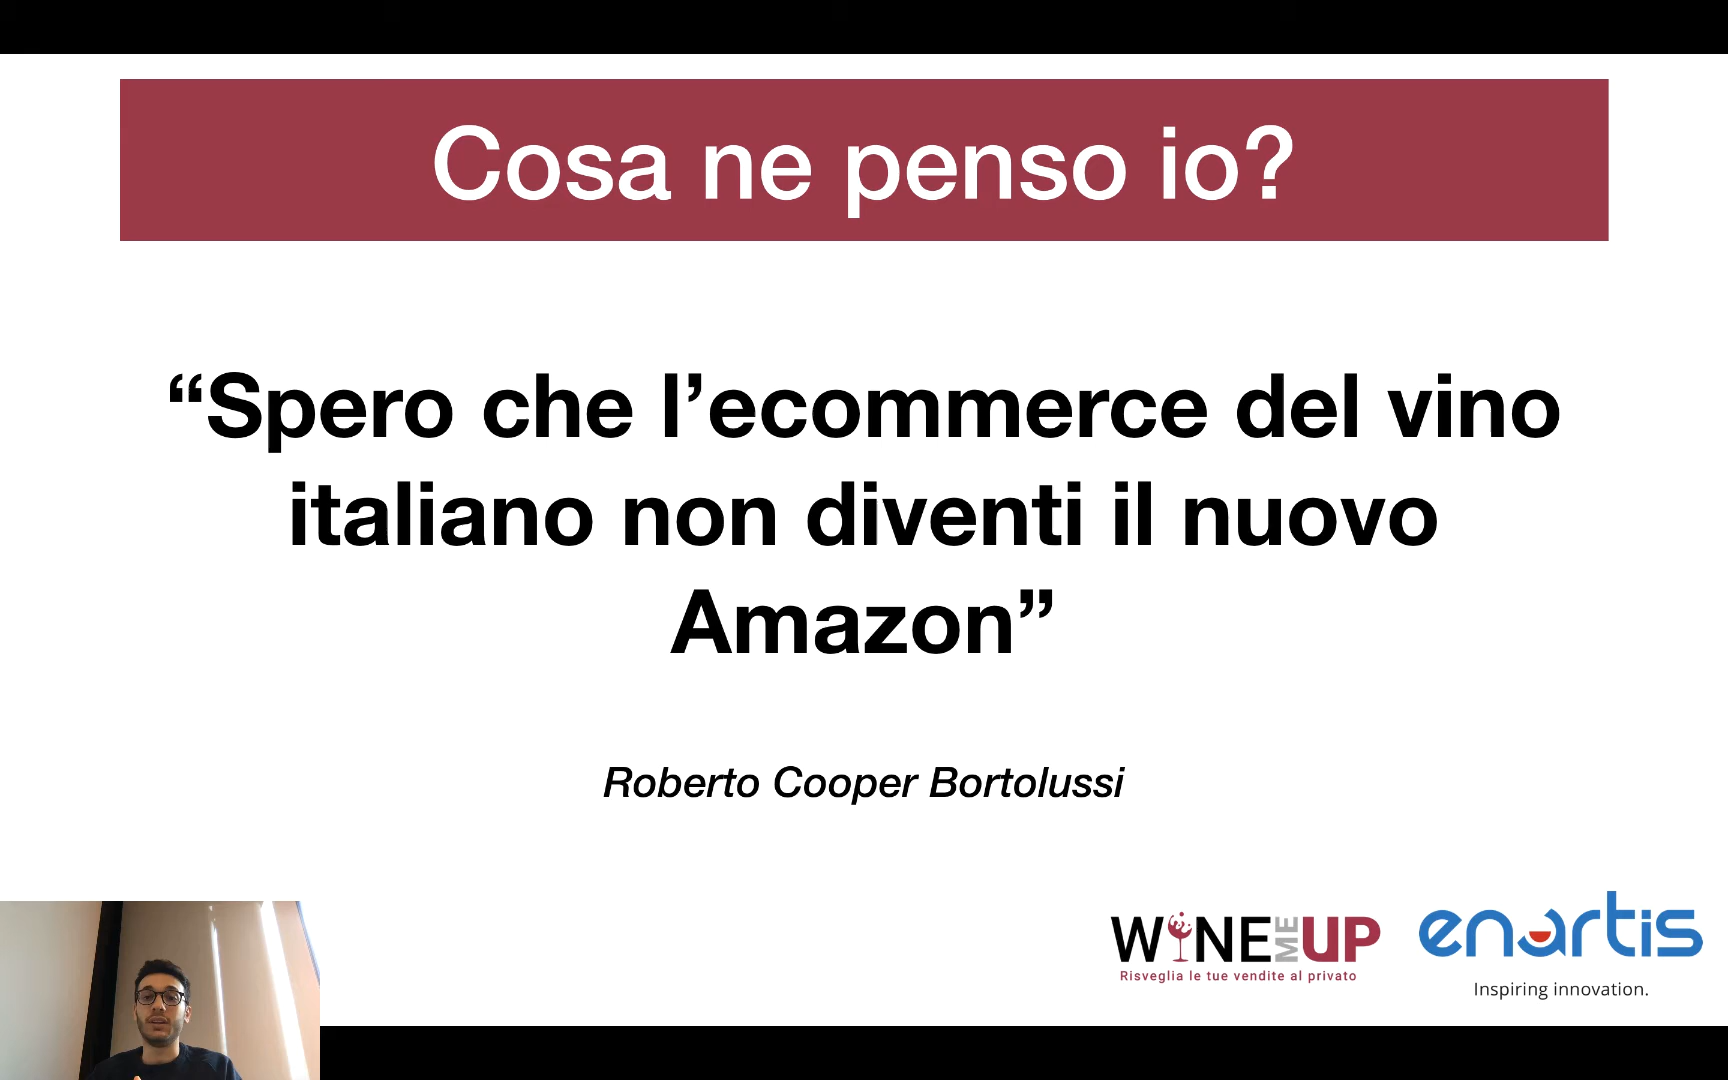 Cosa ne penso io?
“Spero che l’ecommerce del vino
italiano non diventi il nuovo
Amazon”
Roberto Cooper Bortolussi
WINE ME UP
Risveglia le tue vendite al privato
enartis
Inspiring innovation.